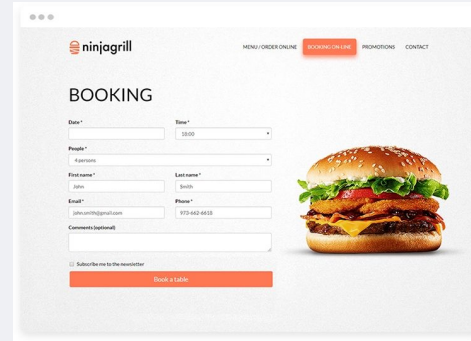 ninjagrill
MENU / ORDER ONLINE BOOKING ON-LINE PROMOTIONS CONTACT
BOOKING
Date * Time *
18:00
People *
4 persons
First name * Last name *
John Smith
Email * Phone *
john.smith@gmail.com 973-662-6618
Comments (optional)
Subscribe me to the newsletter
Book a table